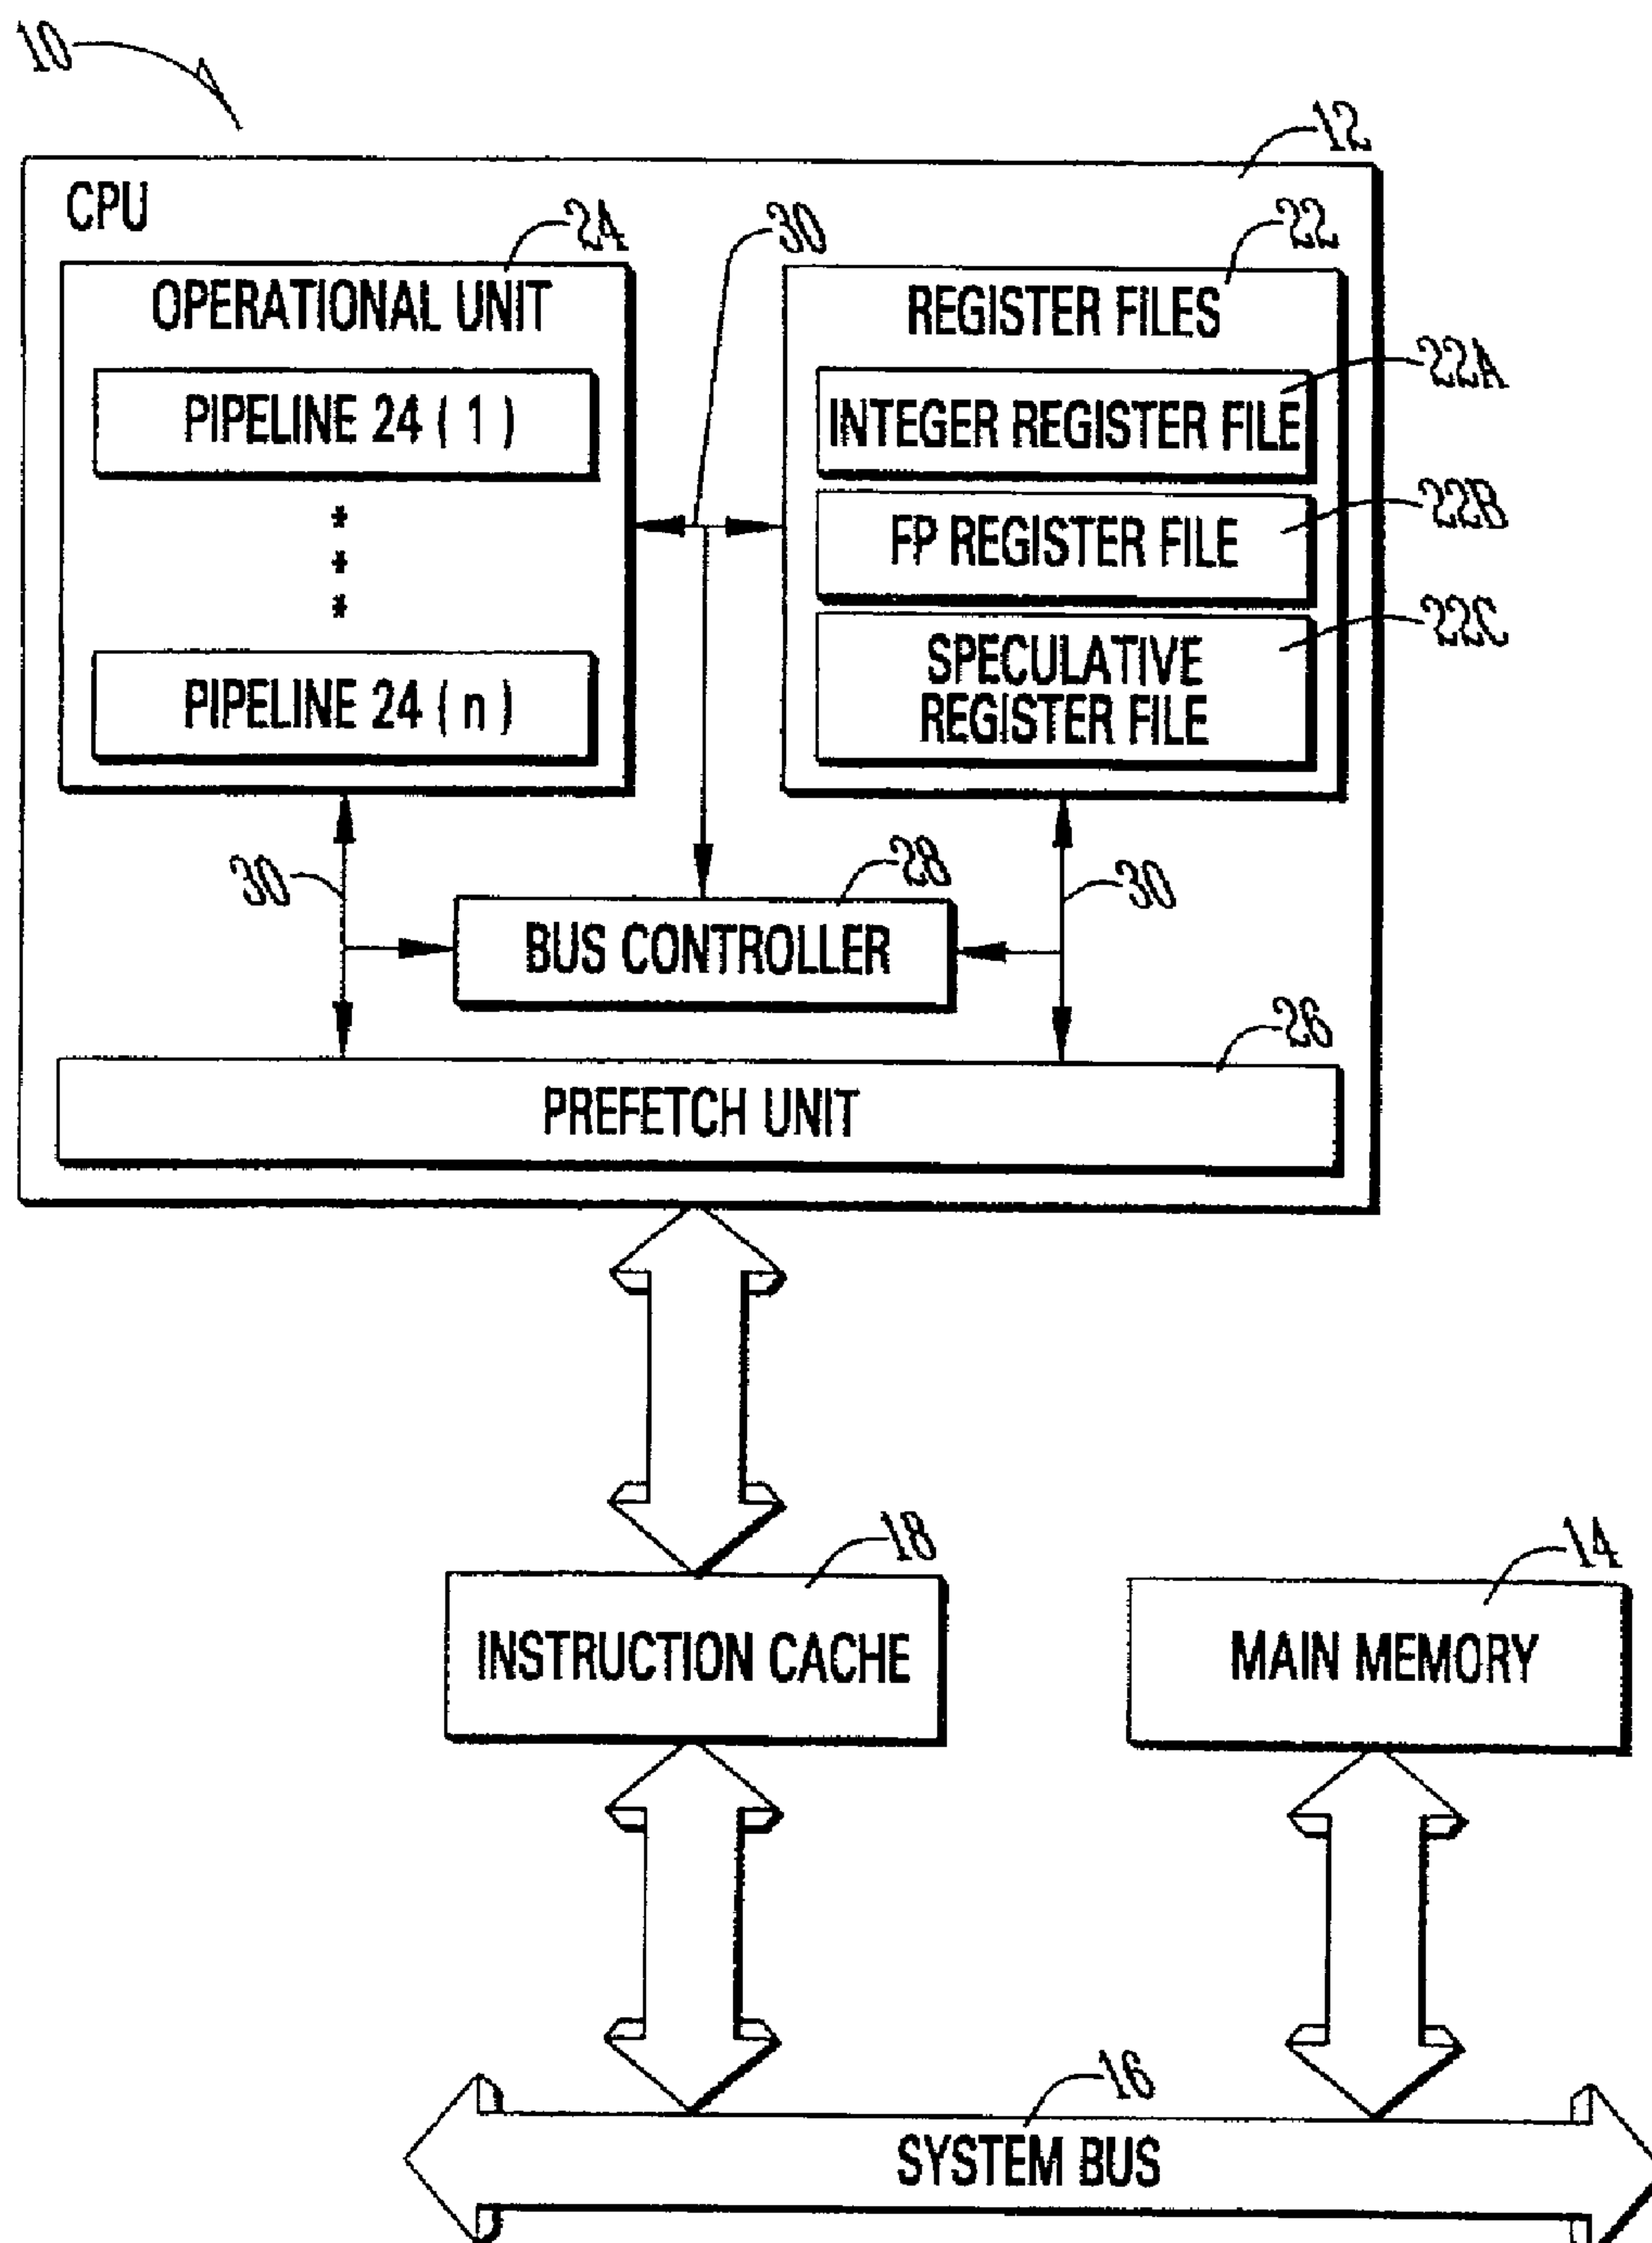 10
12
CPU
24
30
22
OPERATIONAL UNIT
REGISTER FILES
PIPELINE 24 ( 1 )
22A
INTEGER REGISTER FILE
*
*
*
22B
FP REGISTER FILE
22C
SPECULATIVE
REGISTER FILE
PIPELINE 24 ( n )
30
28
30
BUS CONTROLLER
26
PREFETCH UNIT
18
14
INSTRUCTION CACHE
MAIN MEMORY
16
SYSTEM BUS